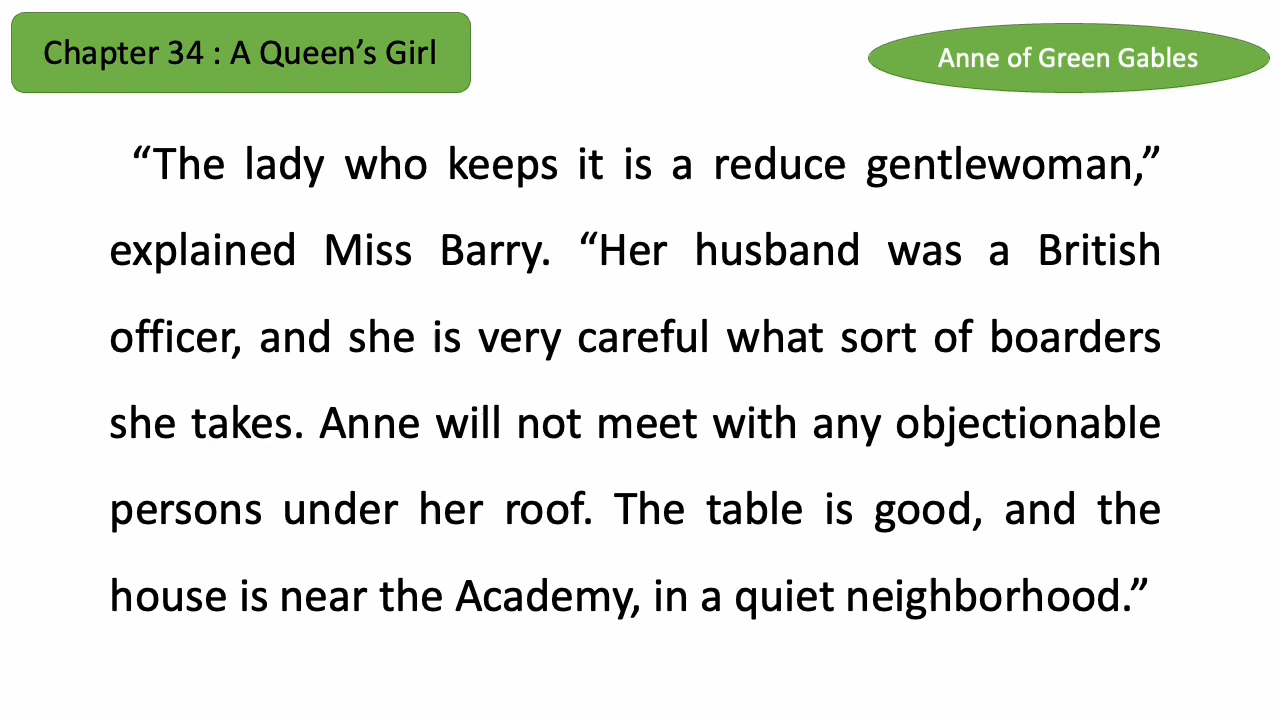 Chapter 34 : A Queen’s Girl
Anne of Green Gables
“The lady who keeps it is a reduce gentlewoman,”
explained Miss Barry. “Her husband was a British
officer, and she is very careful what sort of boarders
she takes. Anne will not meet with any objectionable
persons under her roof. The table is good, and the
house is near the Academy, in a quiet neighborhood.”